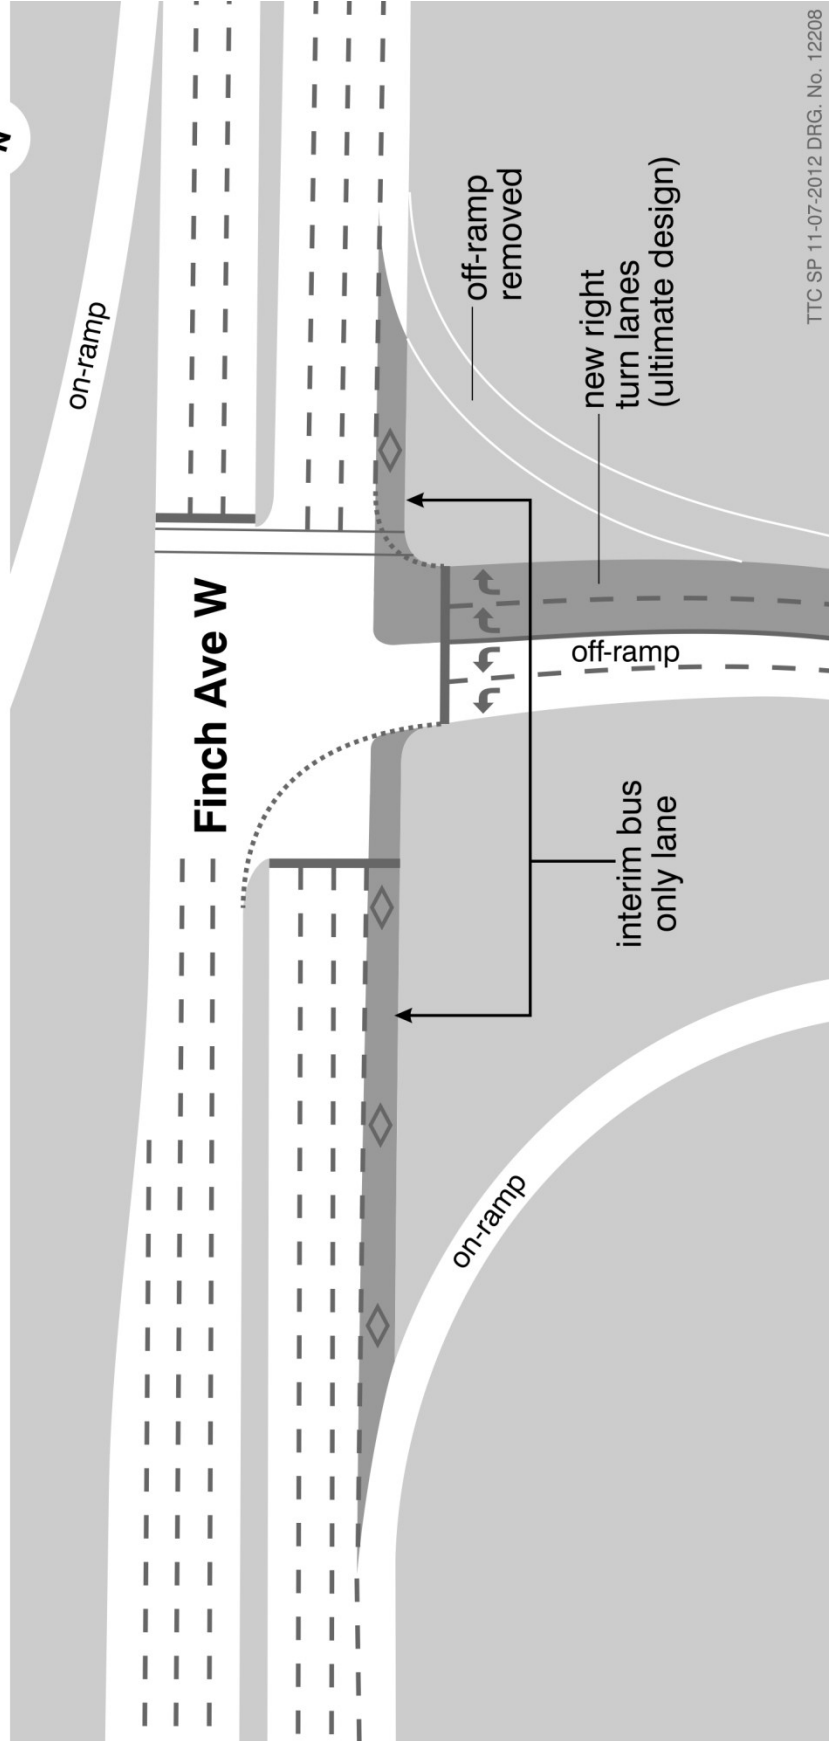 N
on-ramp
Finch Ave W
off-ramp
removed
new right
turn lanes
(ultimate design)
off-ramp
interim bus
only lane
on-ramp
TTC SP 11-07-2012 DRG. No. 12208